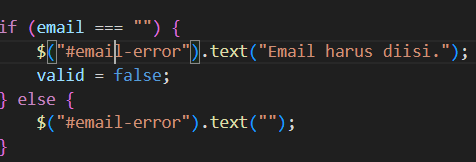 if (email === "") {
    $("#email-error").text("Email harus diisi.");
    valid = false;
} else {
    $("#email-error").text("");
}